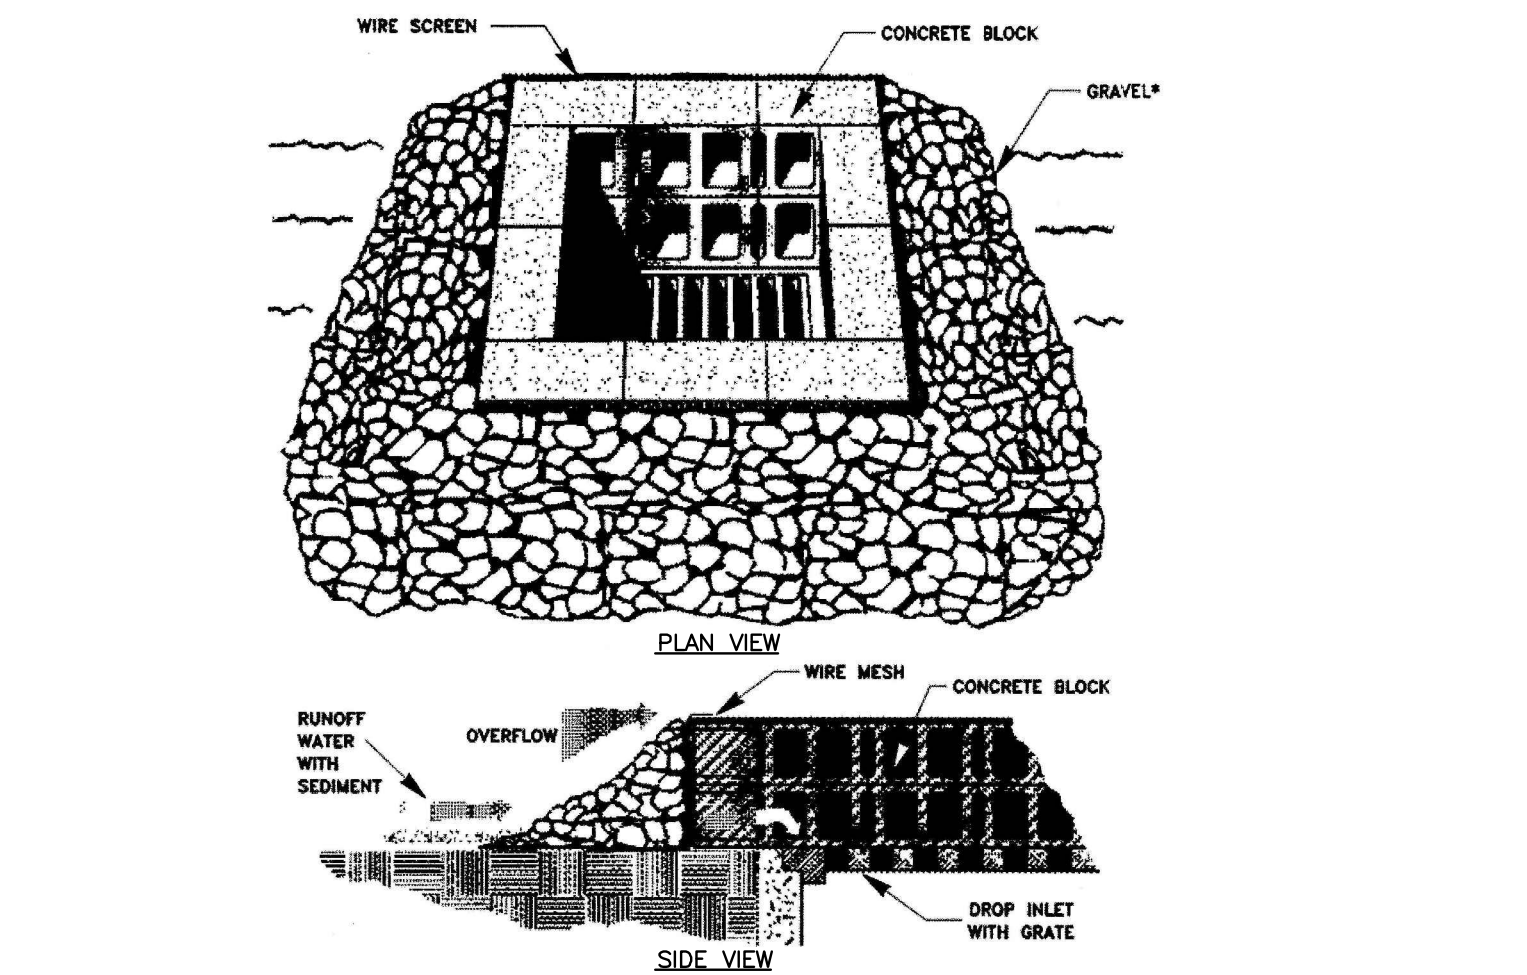 WIRE SCREEN
CONCRETE BLOCK
GRAVEL*
PLAN VIEW
WIRE MESH
CONCRETE BLOCK
RUNOFF
WATER
WITH
SEDIMENT
OVERFLOW
DROP INLET
WITH GRATE
SIDE VIEW